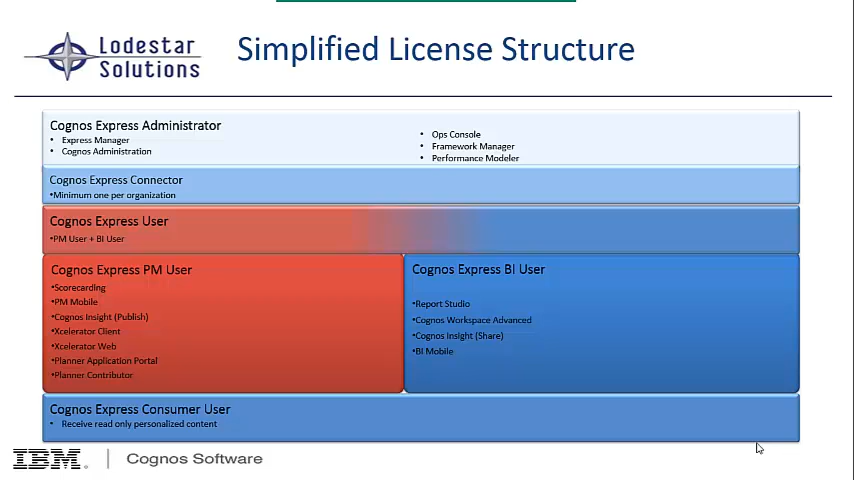 Lodestar
Solutions
Simplified License Structure
Cognos Express Administrator
• Express Manager
• Cognos Administration
• Ops Console
• Framework Manager
• Performance Modeler
Cognos Express Connector
•Minimum one per organization
Cognos Express User
•PM User + BI User
Cognos Express PM User
•Scorecarding
•PM Mobile
•Cognos Insight (Publish)
•Xcelerator Client
•Xcelerator Web
•Planner Application Portal
•Planner Contributor
Cognos Express BI User
•Report Studio
•Cognos Workspace Advanced
•Cognos Insight (Share)
•BI Mobile
Cognos Express Consumer User
• Receive read only personalized content
IBM® | Cognos Software